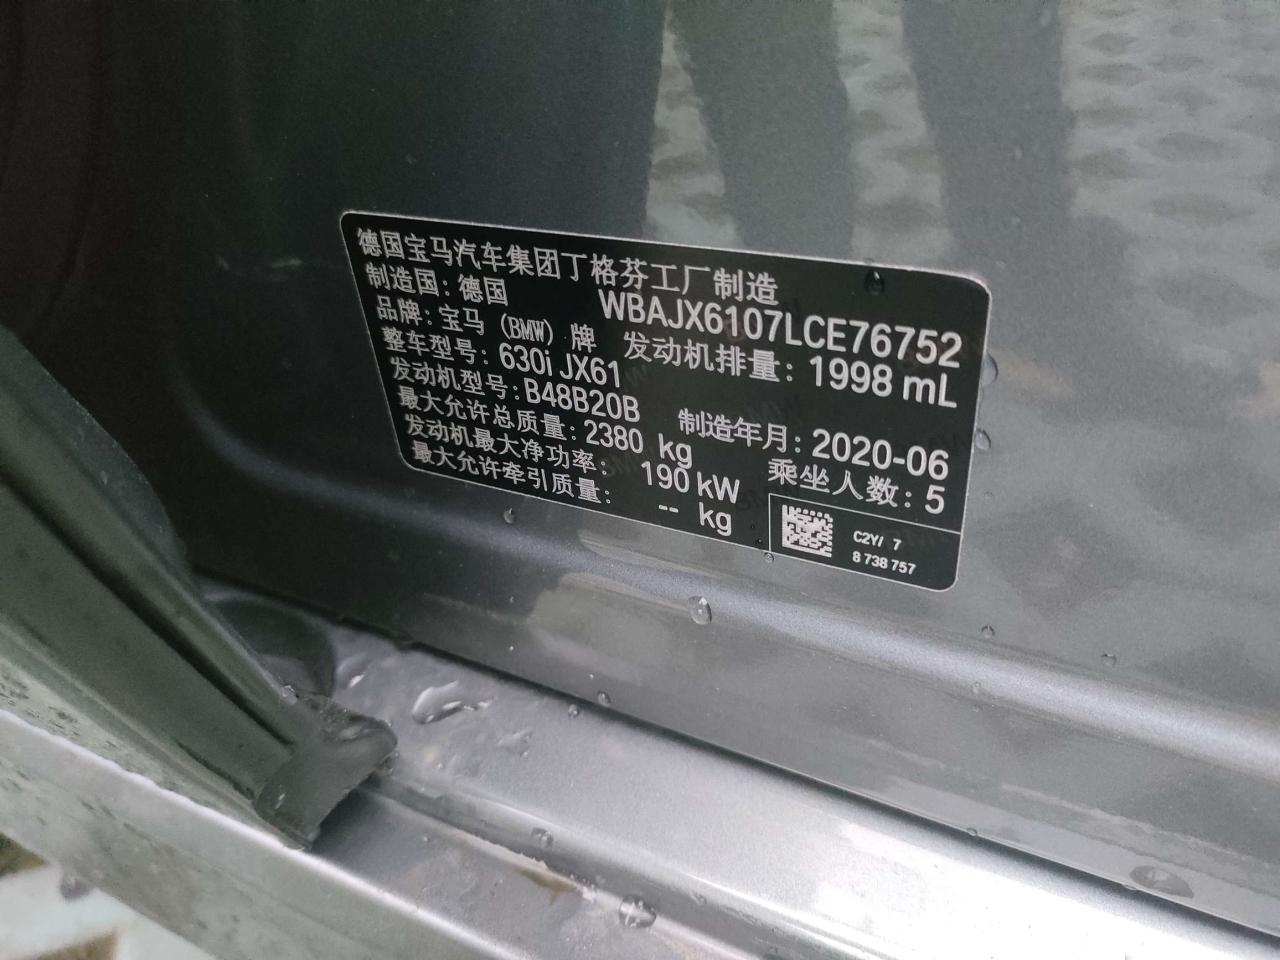 德国宝马汽车集团丁格芬工厂制造
制造国：德国 WBAJX6107LCE76752
品牌：宝马（BMW）牌 发动机排量：1998 mL
整车型号：630i JX61
发动机型号：B48B20B 制造年月：2020-06
最大允许总质量：2380 kg 乘坐人数：5
发动机最大净功率： 190 kW
最大允许牵引质量： -- kg
C2Y/ 7
8 738 757